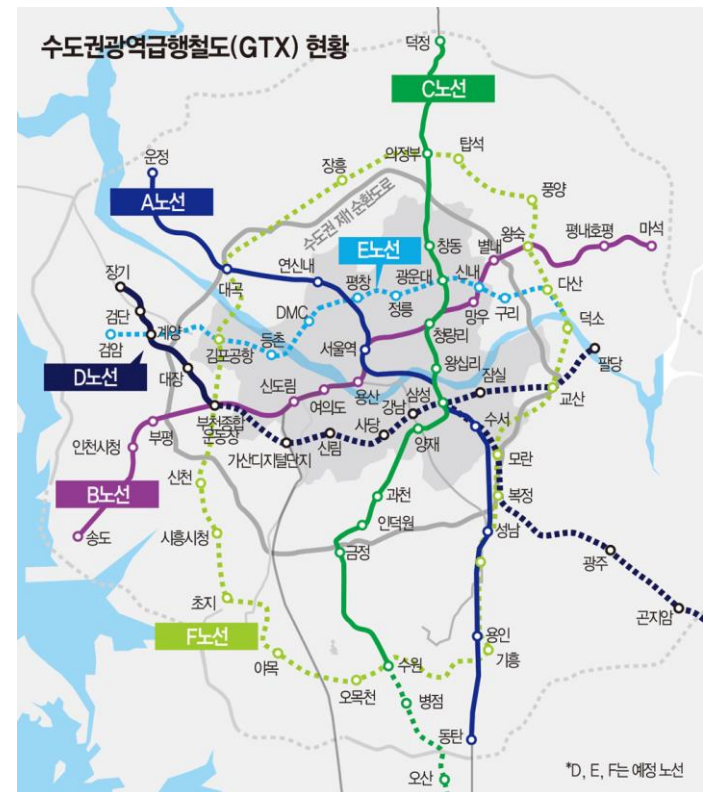 수도권광역급행철도(GTX) 현황
덕정
C노선
운정
장흥
의정부
탑석
A노선
수도권 제1순환도로
풍양
창동
별내
왕숙
평내호평
마석
E노선
대곡
연신내
평창
광운대
신내
장기
DMC
정릉
망우
구리
다산
검단
계양
등촌
청량리
덕소
검암
김포공항
서울역
팔당
D노선
대장
신도림
왕십리
잠실
여의도
용산
강남
삼성
교산
부천종합
운동장
사당
수서
부평
인천시청
가산디지털단지
신림
양재
모란
신천
복정
B노선
과천
송도
시흥시청
인덕원
성남
금정
광주
초지
곤지암
F노선
용인
야목
수원
기흥
오목천
병점
동탄
오산
*D, E, F는 예정 노선